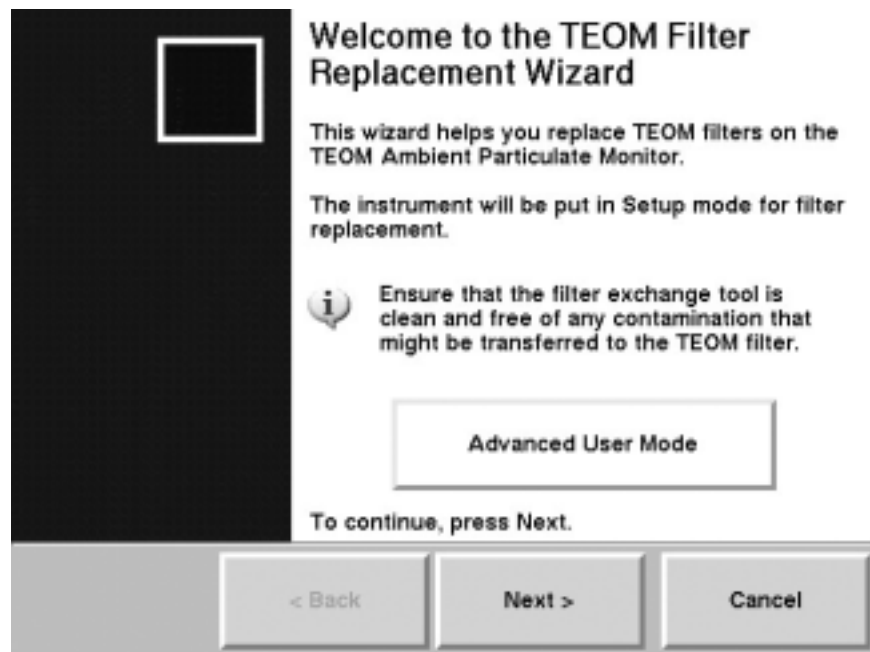 Welcome to the TEOM Filter
Replacement Wizard
This wizard helps you replace TEOM filters on the
TEOM Ambient Particulate Monitor.
The instrument will be put in Setup mode for filter
replacement.
i
Ensure that the filter exchange tool is
clean and free of any contamination that
might be transferred to the TEOM filter.
Advanced User Mode
To continue, press Next.
< Back
Next >
Cancel